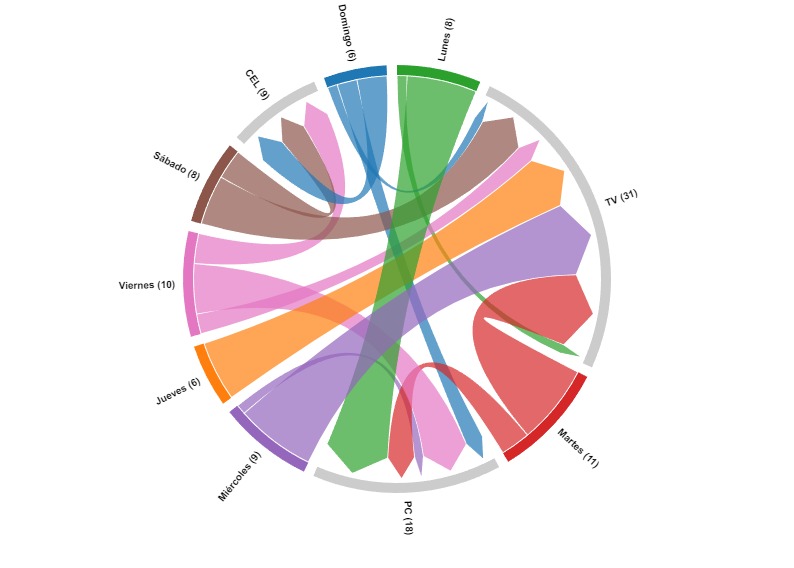 Domingo (6)
Lunes (8)
CEL (9)
Sábado (8)
TV (31)
Viernes (10)
Jueves (6)
Miércoles (9)
PC (18)
Martes (11)